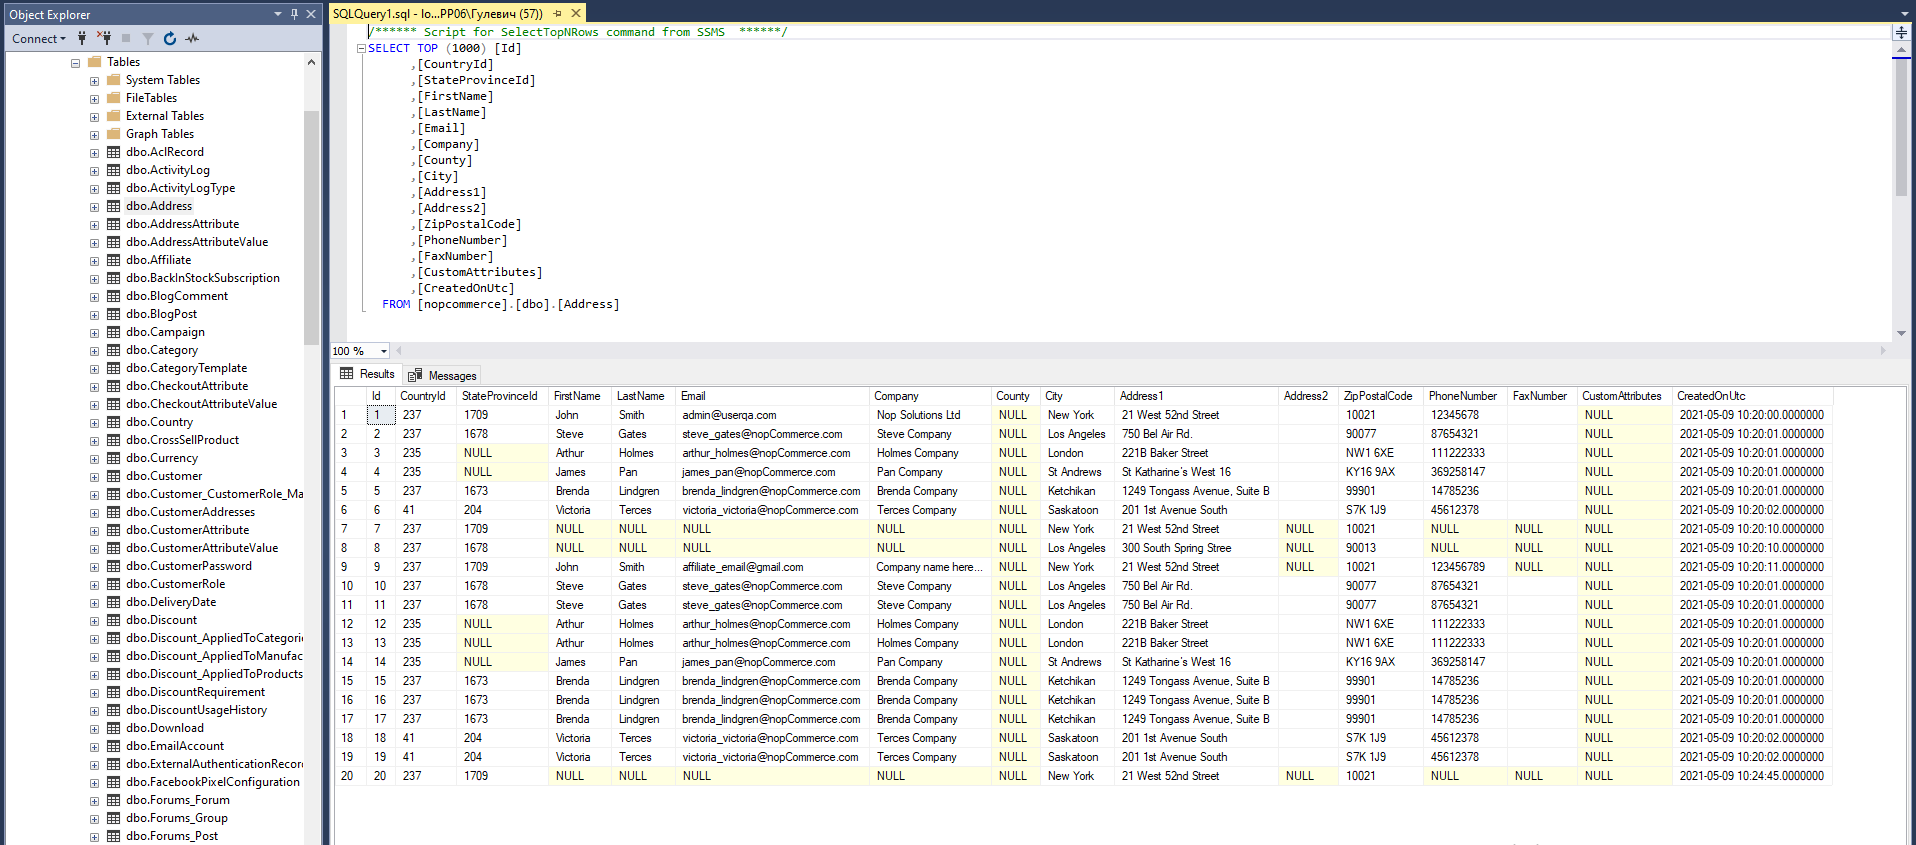 Object Explorer
Connect
Tables
System Tables
FileTables
External Tables
Graph Tables
dbo.AclRecord
dbo.ActivityLog
dbo.ActivityLogType
dbo.Address
dbo.AddressAttribute
dbo.AddressAttributeValue
dbo.Affiliate
dbo.BackInStockSubscription
dbo.BlogComment
dbo.BlogPost
dbo.Campaign
dbo.Category
dbo.CategoryTemplate
dbo.CheckoutAttribute
dbo.CheckoutAttributeValue
dbo.Country
dbo.CrossSellProduct
dbo.Currency
dbo.Customer
dbo.Customer_CustomerRole_Ma
dbo.CustomerAddresses
dbo.CustomerAttribute
dbo.CustomerAttributeValue
dbo.CustomerPassword
dbo.CustomerRole
dbo.DeliveryDate
dbo.Discount
dbo.Discount_AppliedToCategorie
dbo.Discount_AppliedToManufac
dbo.Discount_AppliedToProducts
dbo.DiscountRequirement
dbo.DiscountUsageHistory
dbo.Download
dbo.EmailAccount
dbo.ExternalAuthenticationRecor
dbo.FacebookPixelConfiguration
dbo.Forums_Forum
dbo.Forums_Group
dbo.Forums_Post
SQLQuery1.sql - lo...PP06\Гулевич (57))
/****** Script for SelectTopNRows command from SSMS  ******/
SELECT TOP (1000) [Id]
,[CountryId]
,[StateProvinceId]
,[FirstName]
,[LastName]
,[Email]
,[Company]
,[County]
,[City]
,[Address1]
,[Address2]
,[ZipPostalCode]
,[PhoneNumber]
,[FaxNumber]
,[CustomAttributes]
,[CreatedOnUtc]
FROM [nopcommerce].[dbo].[Address]
100 %
Results Messages
Id CountryId StateProvinceId FirstName LastName Email Company County City Address1 Address2 ZipPostalCode PhoneNumber FaxNumber CustomAttributes CreatedOnUtc
1 1 237 1709 John Smith admin@userqa.com Nop Solutions Ltd NULL New York 21 West 52nd Street 10021 12345678 NULL 2021-05-09 10:20:00.0000000
2 2 237 1678 Steve Gates steve_gates@nopCommerce.com Steve Company NULL Los Angeles 750 Bel Air Rd. 90077 87654321 NULL 2021-05-09 10:20:01.0000000
3 3 235 NULL Arthur Holmes arthur_holmes@nopCommerce.com Holmes Company NULL London 221B Baker Street NW1 6XE 111222333 NULL 2021-05-09 10:20:01.0000000
4 4 235 NULL James Pan james_pan@nopCommerce.com Pan Company NULL St Andrews St Katharine's West 16 KY16 9AX 369258147 NULL 2021-05-09 10:20:01.0000000
5 5 237 1673 Brenda Lindgren brenda_lindgren@nopCommerce.com Brenda Company NULL Ketchikan 1249 Tongass Avenue, Suite B 99901 14785236 NULL 2021-05-09 10:20:01.0000000
6 6 41 204 Victoria Terces victoria_victoria@nopCommerce.com Terces Company NULL Saskatoon 201 1st Avenue South S7K 1J9 45612378 NULL 2021-05-09 10:20:02.0000000
7 7 237 1709 NULL NULL NULL NULL NULL New York 21 West 52nd Street NULL 10021 NULL NULL NULL 2021-05-09 10:20:10.0000000
8 8 237 1678 NULL NULL NULL NULL NULL Los Angeles 300 South Spring Stree NULL 90013 NULL NULL NULL 2021-05-09 10:20:10.0000000
9 9 237 1709 John Smith affiliate_email@gmail.com Company name here... NULL New York 21 West 52nd Street NULL 10021 123456789 NULL NULL 2021-05-09 10:20:11.0000000
10 10 237 1678 Steve Gates steve_gates@nopCommerce.com Steve Company NULL Los Angeles 750 Bel Air Rd. 90077 87654321 NULL 2021-05-09 10:20:01.0000000
11 11 237 1678 Steve Gates steve_gates@nopCommerce.com Steve Company NULL Los Angeles 750 Bel Air Rd. 90077 87654321 NULL 2021-05-09 10:20:01.0000000
12 12 235 NULL Arthur Holmes arthur_holmes@nopCommerce.com Holmes Company NULL London 221B Baker Street NW1 6XE 111222333 NULL 2021-05-09 10:20:01.0000000
13 13 235 NULL Arthur Holmes arthur_holmes@nopCommerce.com Holmes Company NULL London 221B Baker Street NW1 6XE 111222333 NULL 2021-05-09 10:20:01.0000000
14 14 235 NULL James Pan james_pan@nopCommerce.com Pan Company NULL St Andrews St Katharine's West 16 KY16 9AX 369258147 NULL 2021-05-09 10:20:01.0000000
15 15 237 1673 Brenda Lindgren brenda_lindgren@nopCommerce.com Brenda Company NULL Ketchikan 1249 Tongass Avenue, Suite B 99901 14785236 NULL 2021-05-09 10:20:01.0000000
16 16 237 1673 Brenda Lindgren brenda_lindgren@nopCommerce.com Brenda Company NULL Ketchikan 1249 Tongass Avenue, Suite B 99901 14785236 NULL 2021-05-09 10:20:01.0000000
17 17 237 1673 Brenda Lindgren brenda_lindgren@nopCommerce.com Brenda Company NULL Ketchikan 1249 Tongass Avenue, Suite B 99901 14785236 NULL 2021-05-09 10:20:01.0000000
18 18 41 204 Victoria Terces victoria_victoria@nopCommerce.com Terces Company NULL Saskatoon 201 1st Avenue South S7K 1J9 45612378 NULL 2021-05-09 10:20:02.0000000
19 19 41 204 Victoria Terces victoria_victoria@nopCommerce.com Terces Company NULL Saskatoon 201 1st Avenue South S7K 1J9 45612378 NULL 2021-05-09 10:20:02.0000000
20 20 237 1709 NULL NULL NULL NULL NULL New York 21 West 52nd Street NULL 10021 NULL NULL NULL 2021-05-09 10:24:45.0000000